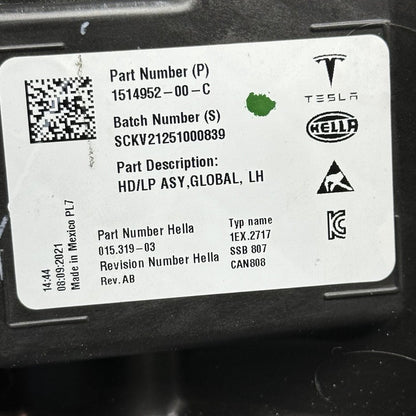 Part Number (P)
1514952-00-C
Batch Number (S)
SCKV21251000839
Part Description:
HD/LP ASY,GLOBAL, LH
TESLA
HELLA
14:44
08:09:2021
Made in Mexico PL7
Part Number Hella
015.319-03
Revision Number Hella
Rev. AB
Typ name
1EX.2717
SSB 807
CAN808